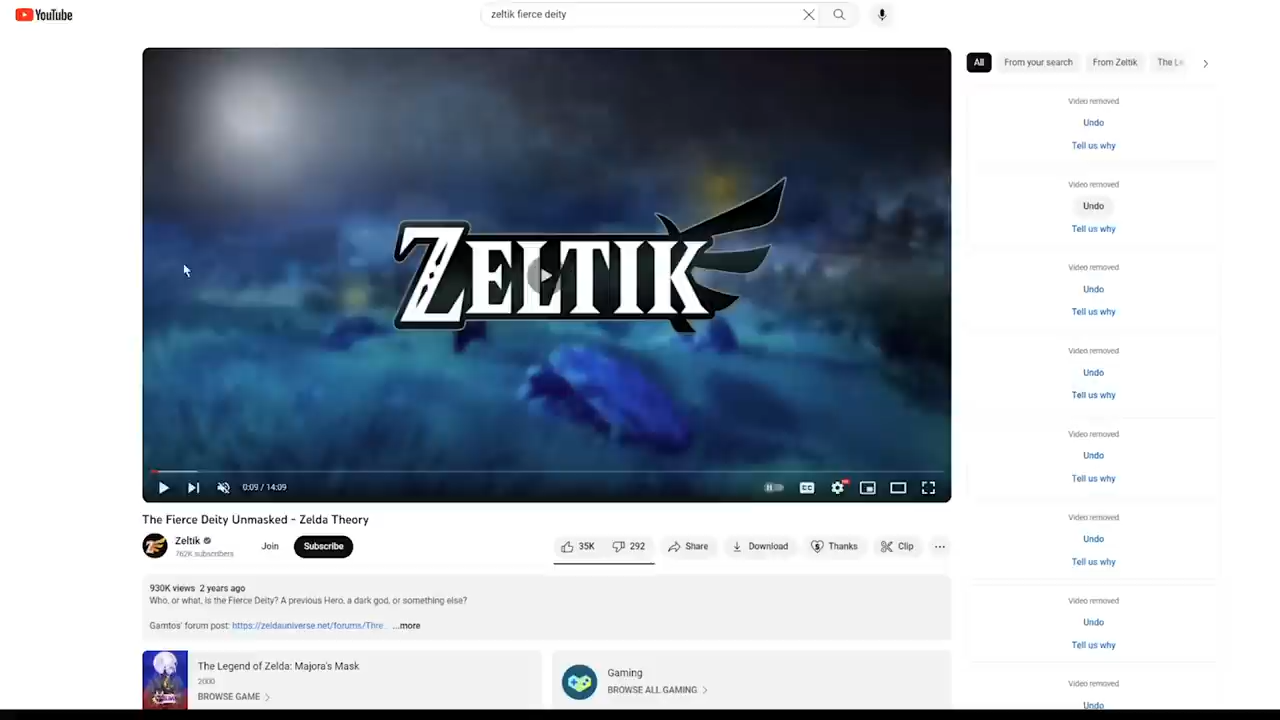 YouTube
zeltik fierce deity
ZELTIK
0:09 / 14:09
The Fierce Deity Unmasked - Zelda Theory
Zeltik
762K subscribers
Join
Subscribe
35K
292
Share
Download
Thanks
Clip
930K views 2 years ago
Who, or what, is the Fierce Deity? A previous Hero, a dark god, or something else?
Gamtos' forum post: https://zeldauniverse.net/forums/Thre... ...more
The Legend of Zelda: Majora's Mask
2000
BROWSE GAME
Gaming
BROWSE ALL GAMING
All
From your search
From Zeltik
The Le
Video removed
Undo
Tell us why
Video removed
Undo
Tell us why
Video removed
Undo
Tell us why
Video removed
Undo
Tell us why
Video removed
Undo
Tell us why
Video removed
Undo
Tell us why
Video removed
Undo
Tell us why
Video removed
Undo